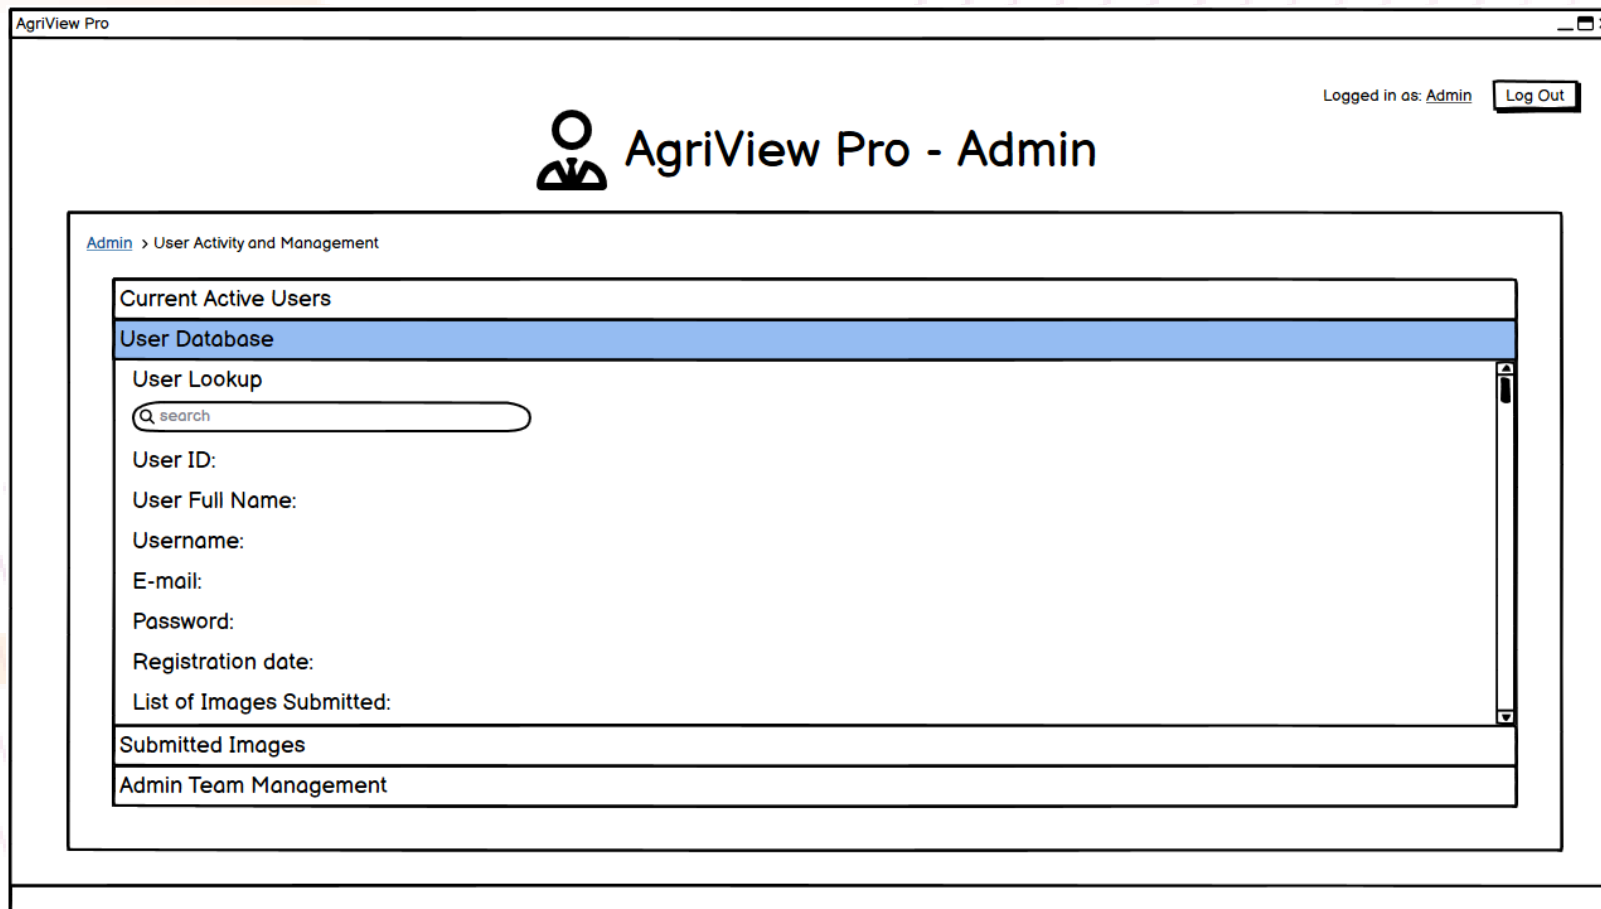 AgriView Pro
Logged in as: Admin
Log Out
AgriView Pro - Admin
Admin > User Activity and Management
Current Active Users
User Database
User Lookup
search
User ID:
User Full Name:
Username:
E-mail:
Password:
Registration date:
List of Images Submitted:
Submitted Images
Admin Team Management